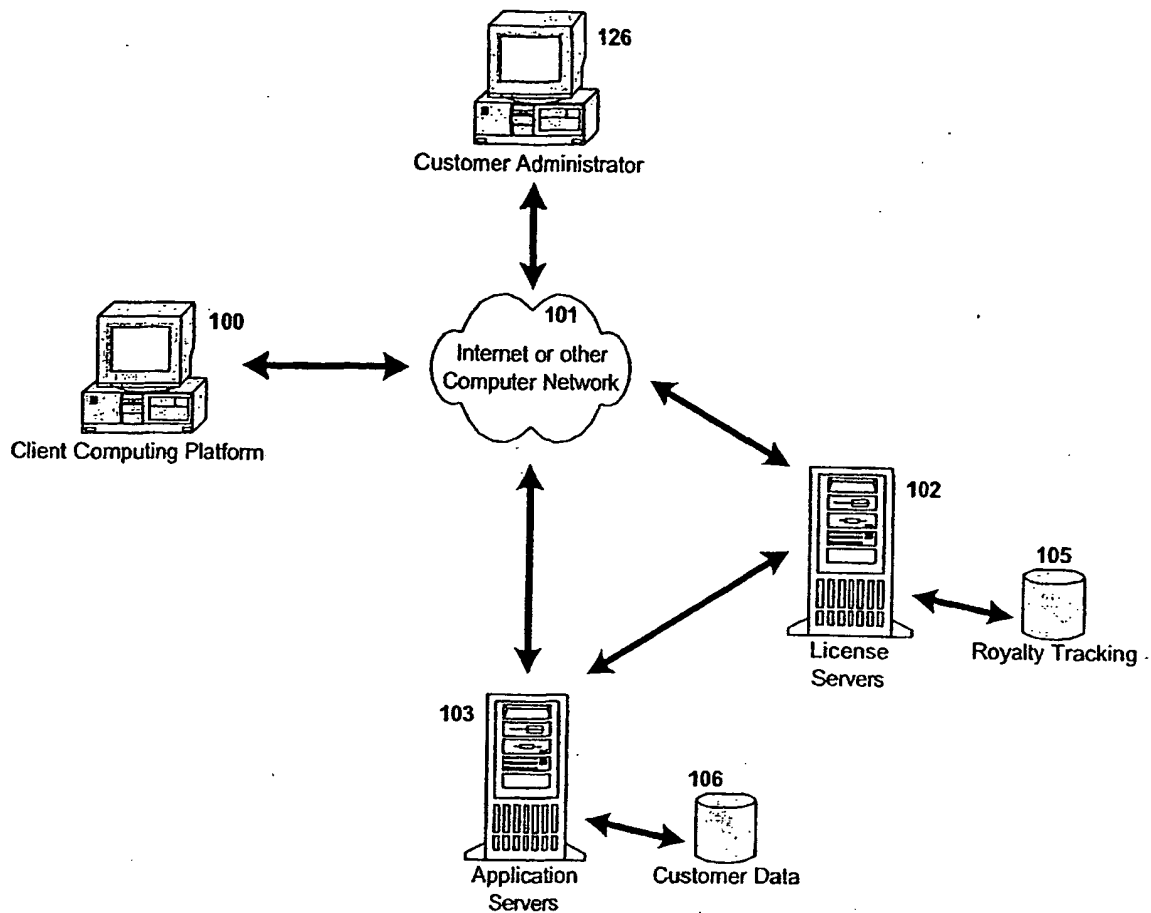 126
Customer Administrator
100
101
Internet or other
Computer Network
Client Computing Platform
102
105
License
Servers
Royalty Tracking
103
106
Application
Servers
Customer Data